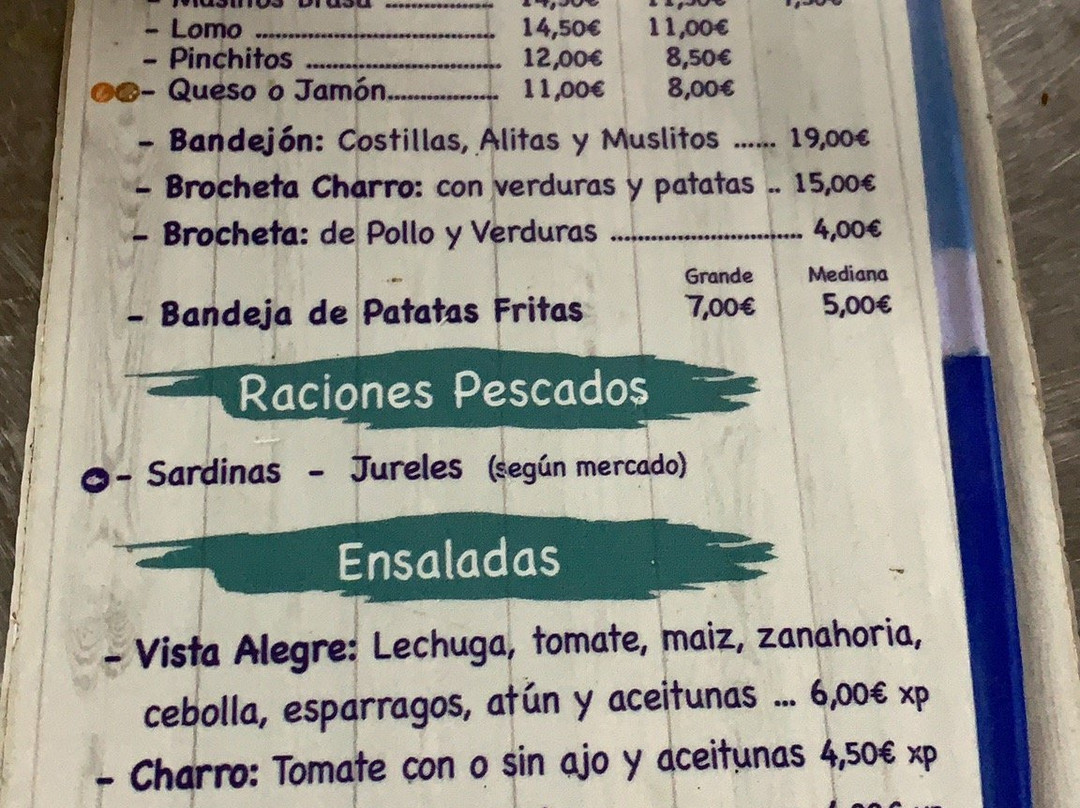 - Muslitos Brasa ..................
- Lomo .......................................... 14,50€ 11,00€
- Pinchitos .................................. 12,00€ 8,50€
- Queso o Jamón................... 11,00€ 8,00€
- Bandejón: Costillas, Alitas y Muslitos ...... 19,00€
- Brocheta Charro: con verduras y patatas .. 15,00€
- Brocheta: de Pollo y Verduras ................................ 4,00€
Grande Mediana
- Bandeja de Patatas Fritas 7,00€ 5,00€
Raciones Pescados
- Sardinas - Jureles (según mercado)
Ensaladas
- Vista Alegre: Lechuga, tomate, maiz, zanahoria,
cebolla, esparragos, atún y aceitunas ... 6,00€ xp
- Charro: Tomate con o sin ajo y aceitunas 4,50€ xp